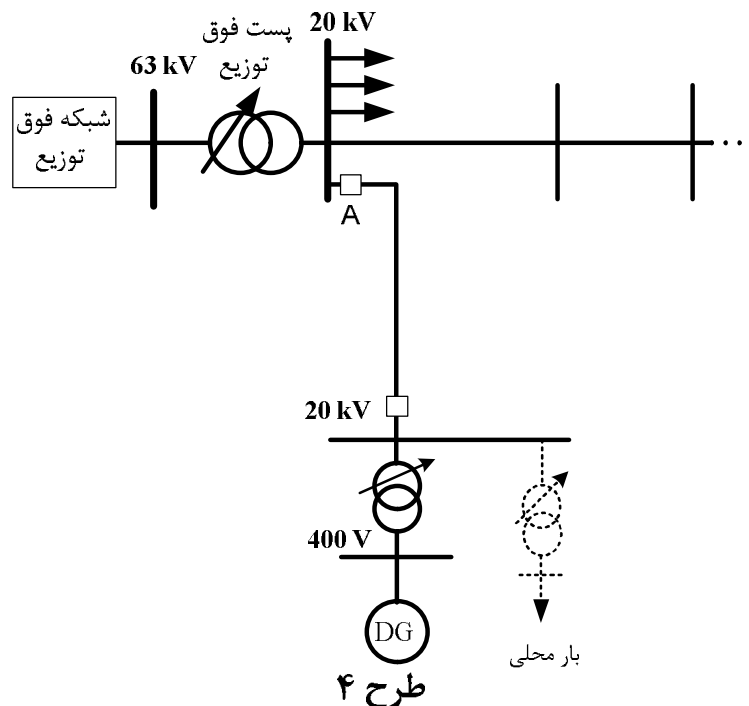 20 kV
پست فوق
توزیع
63 kV
شبکه فوق
توزیع
...
A
20 kV
400 V
DG
بار محلی
طرح ۴